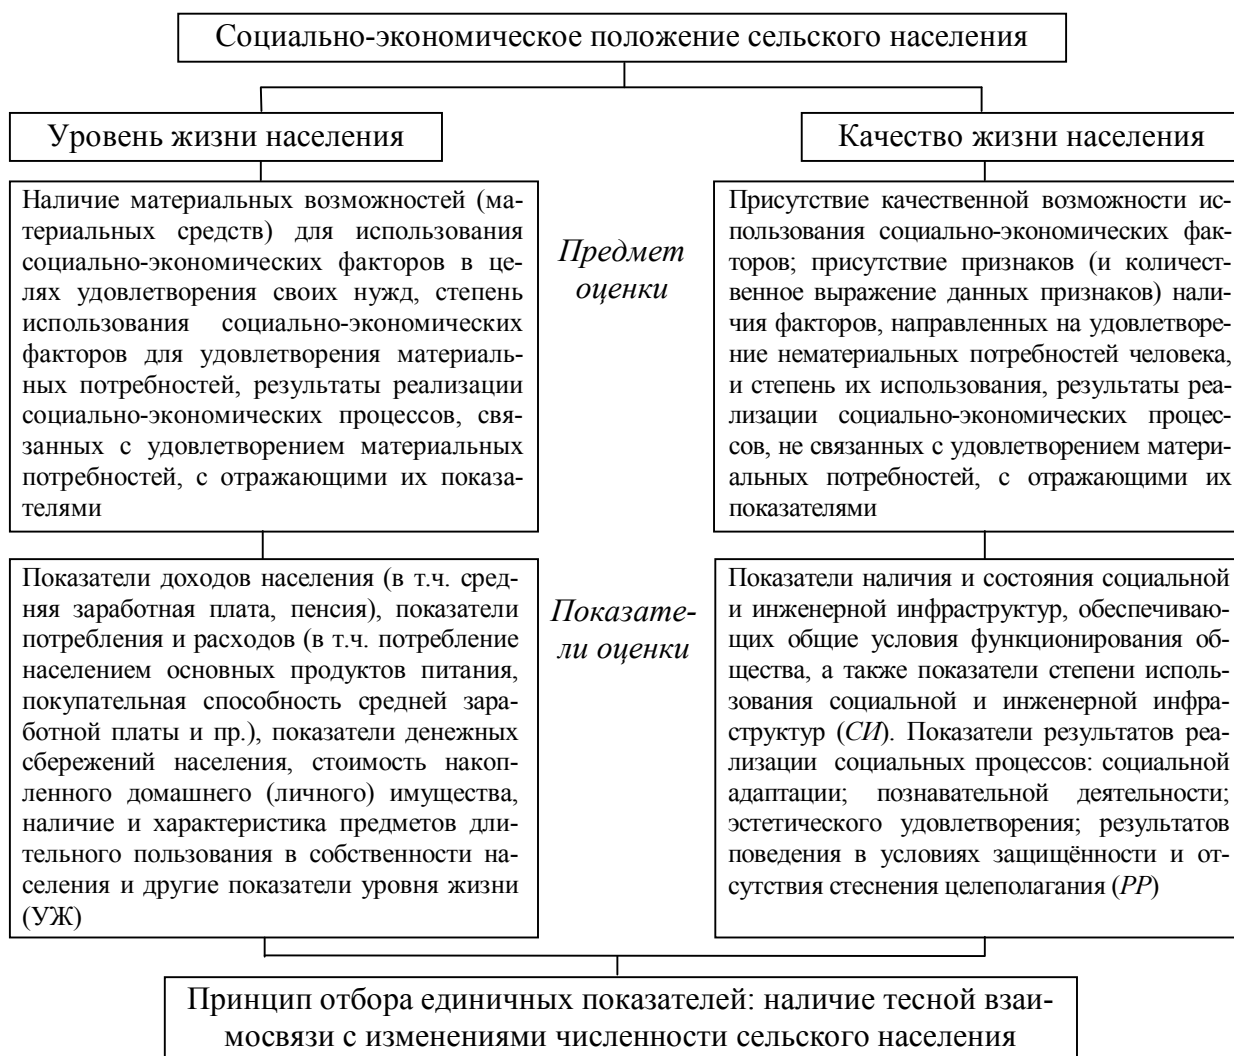 Социально-экономическое положение сельского населения
Уровень жизни населения
Качество жизни населения
Наличие материальных возможностей (ма-
териальных средств) для использования
социально-экономических факторов в це-
лях удовлетворения своих нужд, степень
использования социально-экономических
факторов для удовлетворения материаль-
ных потребностей, результаты реализации
социально-экономических процессов, свя-
занных с удовлетворением материальных
потребностей, с отражающими их показа-
телями
Предмет
оценки
Присутствие качественной возможности ис-
пользования социально-экономических фак-
торов; присутствие признаков (и количест-
венное выражение данных признаков) нали-
чия факторов, направленных на удовлетворе-
ние нематериальных потребностей человека,
и степень их использования, результаты реа-
лизации социально-экономических процес-
сов, не связанных с удовлетворением матери-
альных потребностей, с отражающими их
показателями
Показатели доходов населения (в т.ч. сред-
няя заработная плата, пенсия), показатели
потребления и расходов (в т.ч. потребление
населением основных продуктов питания,
покупательная способность средней зара-
ботной платы и пр.), показатели денежных
сбережений населения, стоимость накоп-
ленного домашнего (личного) имущества,
наличие и характеристика предметов дли-
тельного пользования в собственности на-
селения и другие показатели уровня жизни
(УЖ)
Показате-
ли оценки
Показатели наличия и состояния социальной
и инженерной инфраструктур, обеспечиваю-
щих общие условия функционирования об-
щества, а также показатели степени исполь-
зования социальной и инженерной инфра-
структур (СИ). Показатели результатов реа-
лизации социальных процессов: социальной
адаптации; познавательной деятельности;
эстетического удовлетворения; результатов
поведения в условиях защищённости и от-
сутствия стеснения целеполагания (РР)
Принцип отбора единичных показателей: наличие тесной взаи-
мосвязи с изменениями численности сельского населения